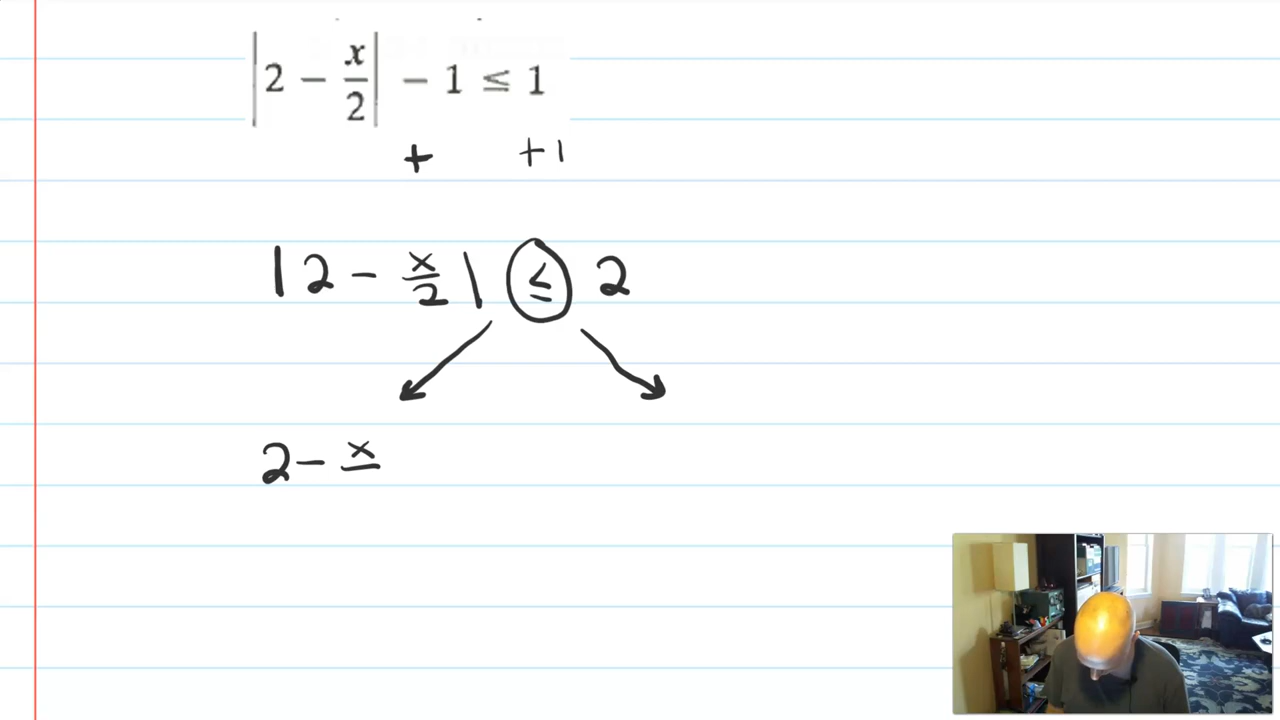 |2 - x/2| - 1 ≤ 1
+ +1
|2 - x/2| ≤ 2
2 - x/